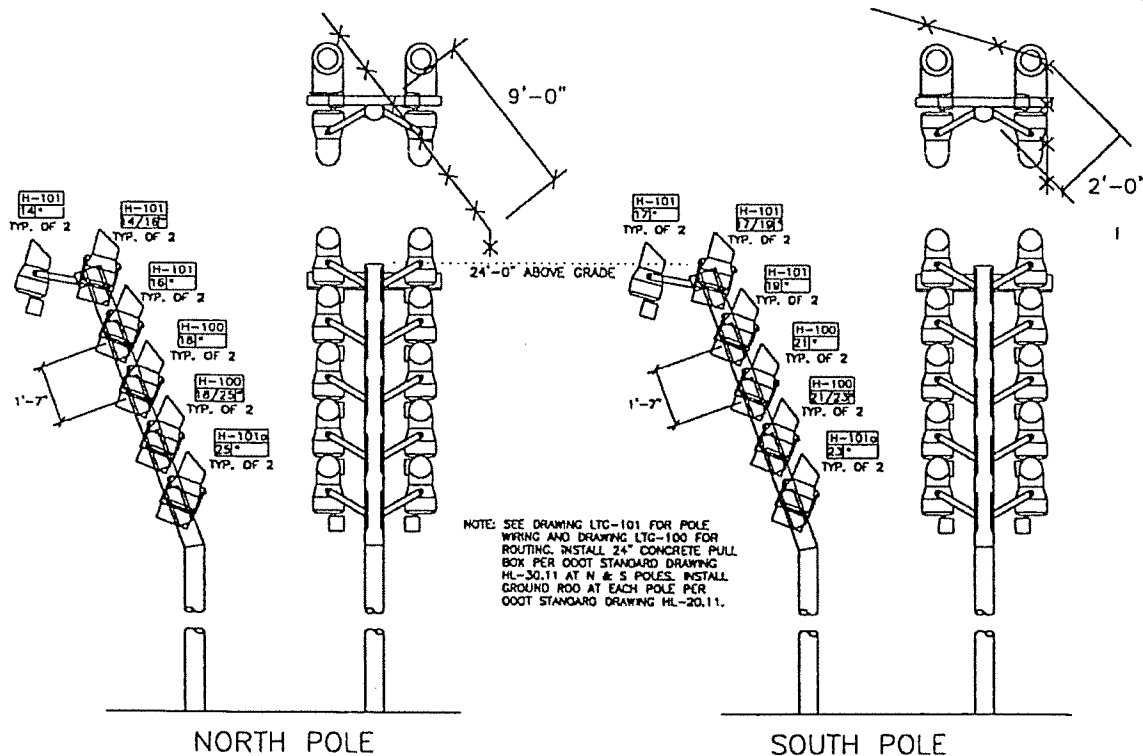 9'-0"
2'-0"
H-101
14°
TYP. OF 2
H-101
14/16°
TYP. OF 2
H-101
16°
TYP. OF 2
H-100
18°
TYP. OF 2
H-100
18/25°
TYP. OF 2
H-101a
25°
TYP. OF 2
1'-7"
24'-0" ABOVE GRADE
H-101
17°
TYP. OF 2
H-101
17/19°
TYP. OF 2
H-101
19°
TYP. OF 2
H-100
21°
TYP. OF 2
H-100
21/23°
TYP. OF 2
H-101a
23°
TYP. OF 2
1'-7"
NOTE: SEE DRAWING LTG-101 FOR POLE
WIRING AND DRAWING LTG-100 FOR
ROUTING. INSTALL 24" CONCRETE PULL
BOX PER ODOT STANDARD DRAWING
HL-30.11 AT N & S POLES. INSTALL
GROUND ROD AT EACH POLE PER
ODOT STANDARD DRAWING HL-20.11.
NORTH POLE
SOUTH POLE